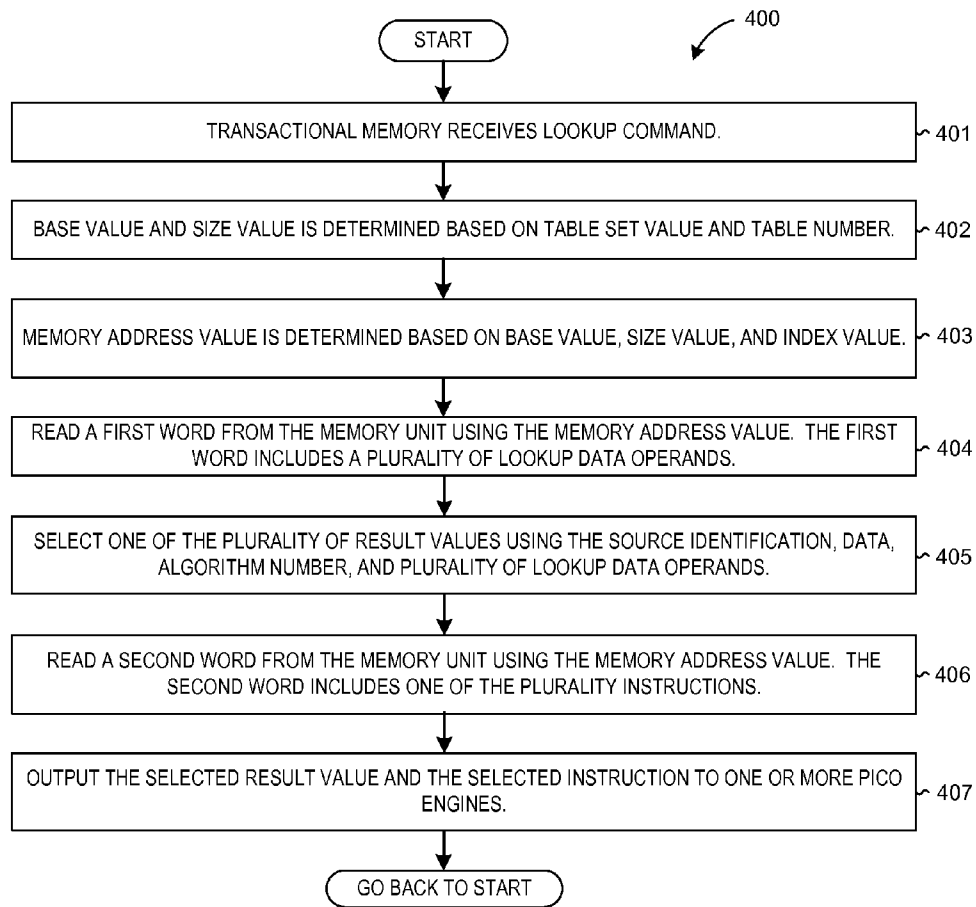 400
START
TRANSACTIONAL MEMORY RECEIVES LOOKUP COMMAND.
401
BASE VALUE AND SIZE VALUE IS DETERMINED BASED ON TABLE SET VALUE AND TABLE NUMBER.
402
MEMORY ADDRESS VALUE IS DETERMINED BASED ON BASE VALUE, SIZE VALUE, AND INDEX VALUE.
403
READ A FIRST WORD FROM THE MEMORY UNIT USING THE MEMORY ADDRESS VALUE. THE FIRST
WORD INCLUDES A PLURALITY OF LOOKUP DATA OPERANDS.
404
SELECT ONE OF THE PLURALITY OF RESULT VALUES USING THE SOURCE IDENTIFICATION, DATA,
ALGORITHM NUMBER, AND PLURALITY OF LOOKUP DATA OPERANDS.
405
READ A SECOND WORD FROM THE MEMORY UNIT USING THE MEMORY ADDRESS VALUE. THE
SECOND WORD INCLUDES ONE OF THE PLURALITY INSTRUCTIONS.
406
OUTPUT THE SELECTED RESULT VALUE AND THE SELECTED INSTRUCTION TO ONE OR MORE PICO
ENGINES.
407
GO BACK TO START